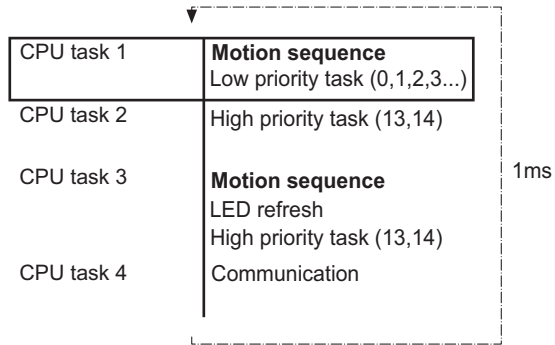 CPU task 1 Motion sequence
Low priority task (0,1,2,3...)
CPU task 2 High priority task (13,14)
CPU task 3 Motion sequence
LED refresh
High priority task (13,14)
CPU task 4 Communication
1ms